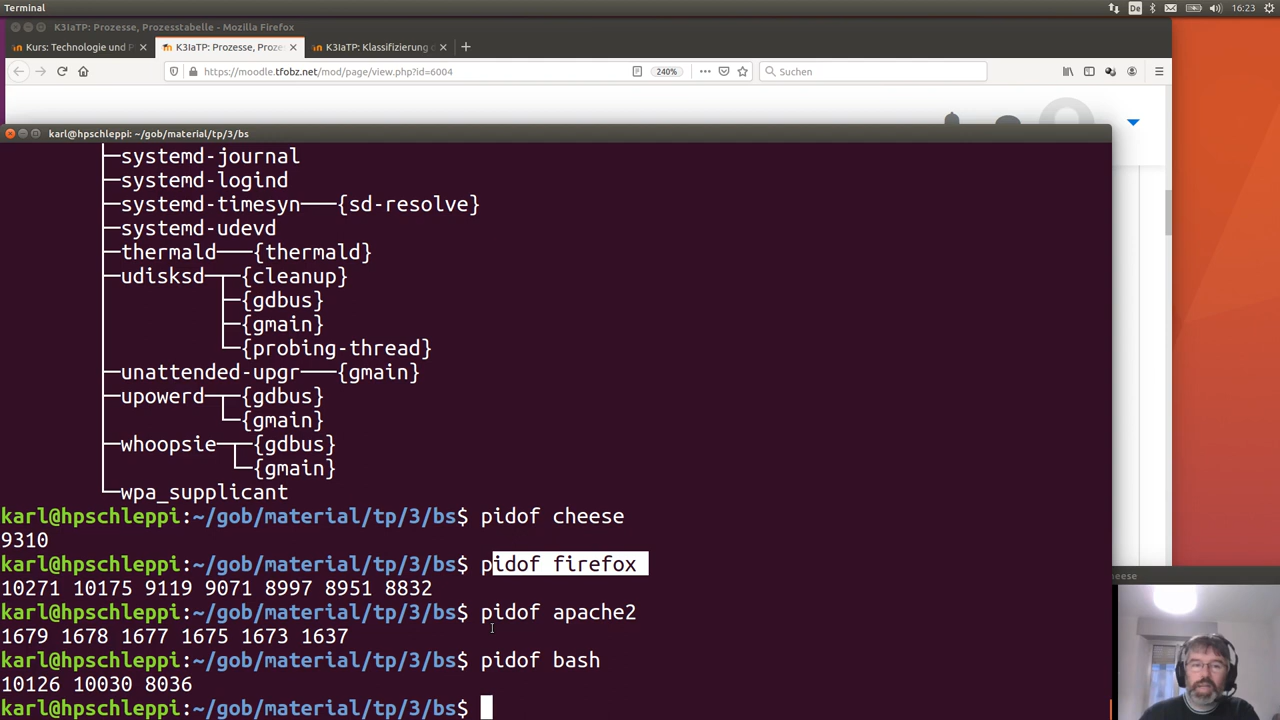 Terminal
De
16:23
K3IaTP: Prozesse, Prozesstabelle - Mozilla Firefox
Kurs: Technologie und P
K3IaTP: Prozesse, Proze
K3IaTP: Klassifizierung
https://moodle.tfobz.net/mod/page/view.php?id=6004
240%
Suchen
karl@hpschleppi: ~/gob/material/tp/3/bs
├─systemd-journal
├─systemd-logind
├─systemd-timesyn───{sd-resolve}
├─systemd-udevd
├─thermald───{thermald}
├─udisksd─┬─{cleanup}
├─{gdbus}
├─{gmain}
└─{probing-thread}
├─unattended-upgr───{gmain}
├─upowerd─┬─{gdbus}
└─{gmain}
├─whoopsie─┬─{gdbus}
└─{gmain}
└─wpa_supplicant
karl@hpschleppi:~/gob/material/tp/3/bs$ pidof cheese
9310
karl@hpschleppi:~/gob/material/tp/3/bs$ pidof firefox
10271 10175 9119 9071 8997 8951 8832
karl@hpschleppi:~/gob/material/tp/3/bs$ pidof apache2
1679 1678 1677 1675 1673 1637
karl@hpschleppi:~/gob/material/tp/3/bs$ pidof bash
10126 10030 8036
karl@hpschleppi:~/gob/material/tp/3/bs$
eese